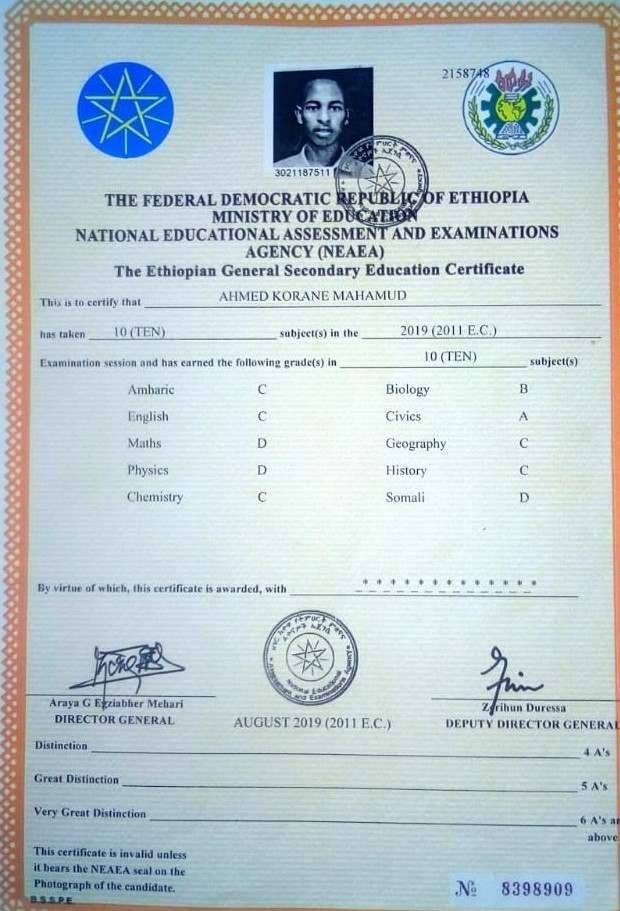 2158748
3021187511
THE FEDERAL DEMOCRATIC REPUBLIC OF ETHIOPIA
MINISTRY OF EDUCATION
NATIONAL EDUCATIONAL ASSESSMENT AND EXAMINATIONS
AGENCY (NEAEA)
The Ethiopian General Secondary Education Certificate
This is to certify that AHMED KORANE MAHAMUD
has taken 10 (TEN) subject(s) in the 2019 (2011 E.C.)
Examination session and has earned the following grade(s) in 10 (TEN) subject(s)
Amharic C Biology B
English C Civics A
Maths D Geography C
Physics D History C
Chemistry C Somali D
By virtue of which, this certificate is awarded, with * * * * * * * * * * * *
Araya G Egziabher Mehari Zerihun Duressa
DIRECTOR GENERAL AUGUST 2019 (2011 E.C.) DEPUTY DIRECTOR GENERAL
Distinction 4 A's
Great Distinction 5 A's
Very Great Distinction 6 A's
above
This certificate is invalid unless
it bears the NEAEA seal on the
Photograph of the candidate.
B.S.S.P.E. № 8398909